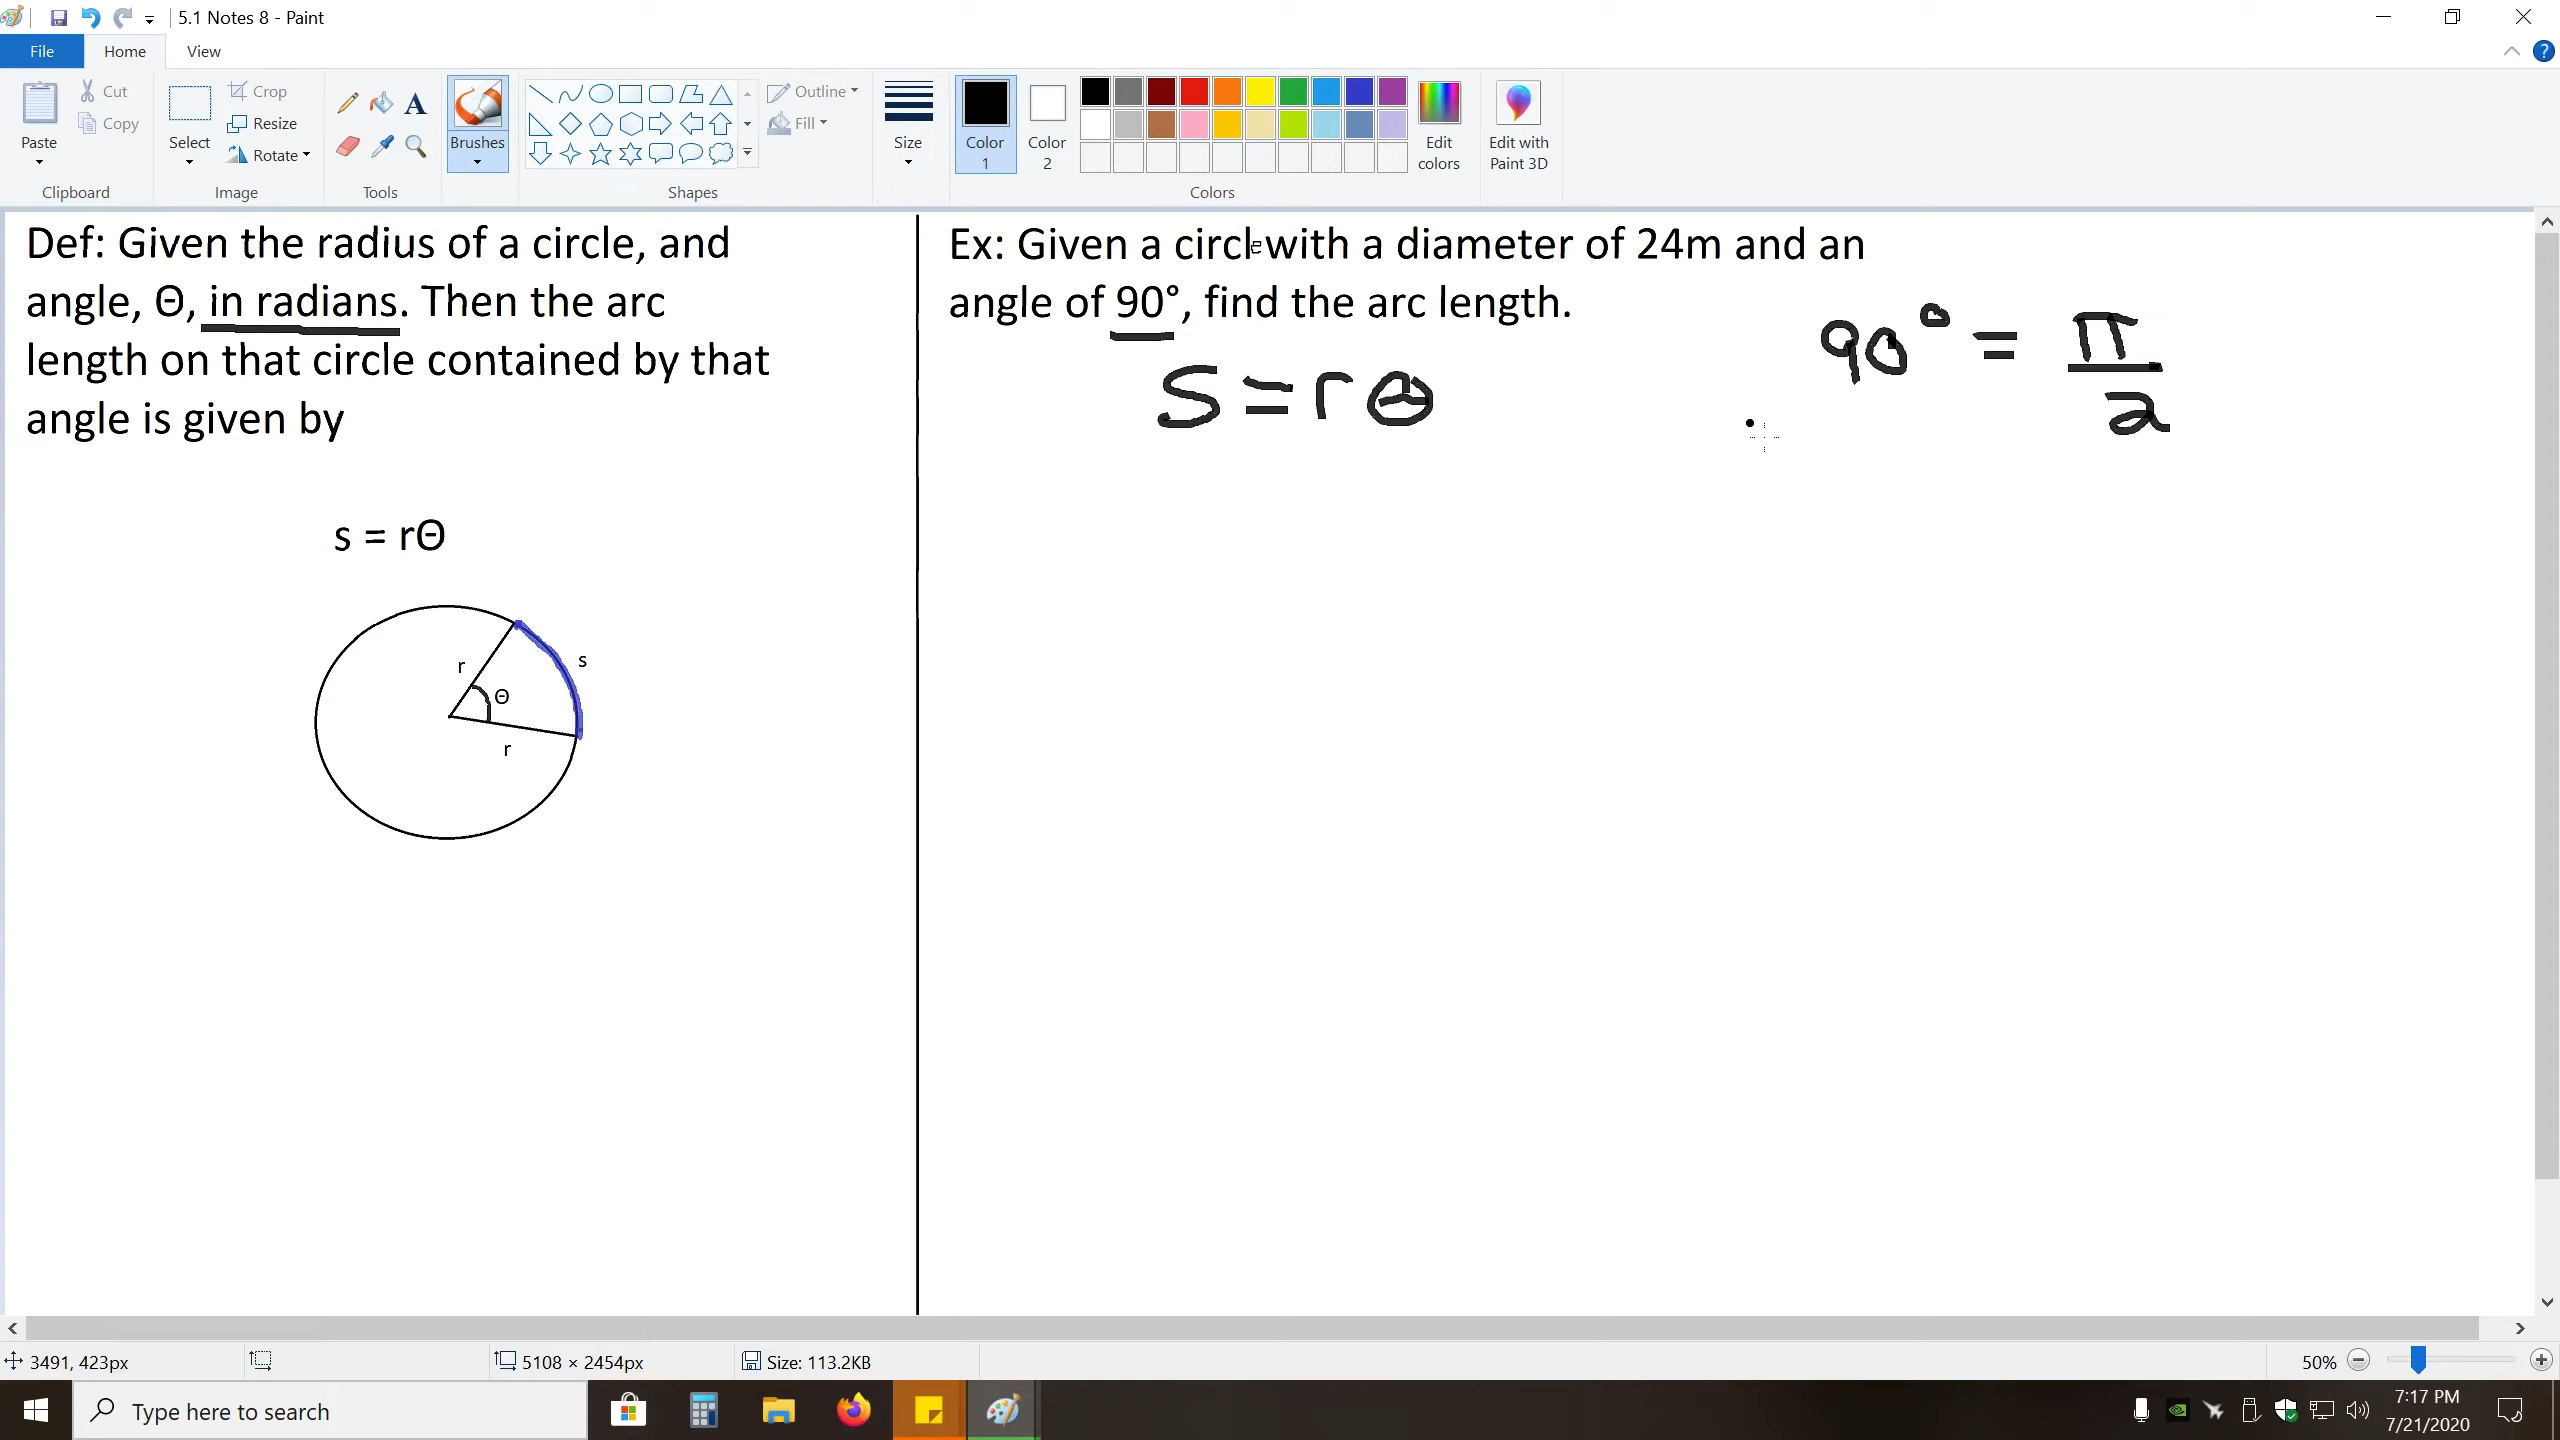 5.1 Notes 8 - Paint
File Home View
Paste Cut Copy Clipboard
Select Crop Resize Rotate Image
Tools
Brushes
Shapes
Outline Fill
Size
Color 1 Color 2
Colors
Edit colors
Edit with Paint 3D
Def: Given the radius of a circle, and
angle, Θ, in radians. Then the arc
length on that circle contained by that
angle is given by
s = rΘ
r
s
Θ
r
Ex: Given a circle with a diameter of 24m and an
angle of 90°, find the arc length.
S = rΘ
90° = π/2
3491, 423px
5108 × 2454px
Size: 113.2KB
50%
Type here to search
7:17 PM
7/21/2020